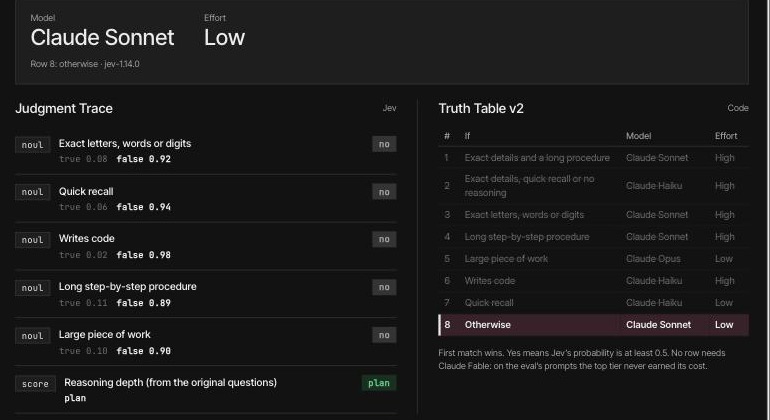 Model Effort
Claude Sonnet Low
Row 8: otherwise · jev-1.14.0
Judgment Trace Jev
noul Exact letters, words or digits no
true 0.08 false 0.92
noul Quick recall no
true 0.06 false 0.94
noul Writes code no
true 0.02 false 0.98
noul Long step-by-step procedure no
true 0.11 false 0.89
noul Large piece of work no
true 0.10 false 0.90
score Reasoning depth (from the original questions) plan
plan
Truth Table v2 Code
# If Model Effort
1 Exact details and a long procedure Claude Sonnet High
2 Exact details, quick recall or no
reasoning Claude Haiku High
3 Exact letters, words or digits Claude Sonnet High
4 Long step-by-step procedure Claude Sonnet High
5 Large piece of work Claude Opus Low
6 Writes code Claude Haiku High
7 Quick recall Claude Haiku Low
8 Otherwise Claude Sonnet Low
First match wins. Yes means Jev's probability is at least 0.5. No row needs
Claude Fable: on the eval's prompts the top tier never earned its cost.